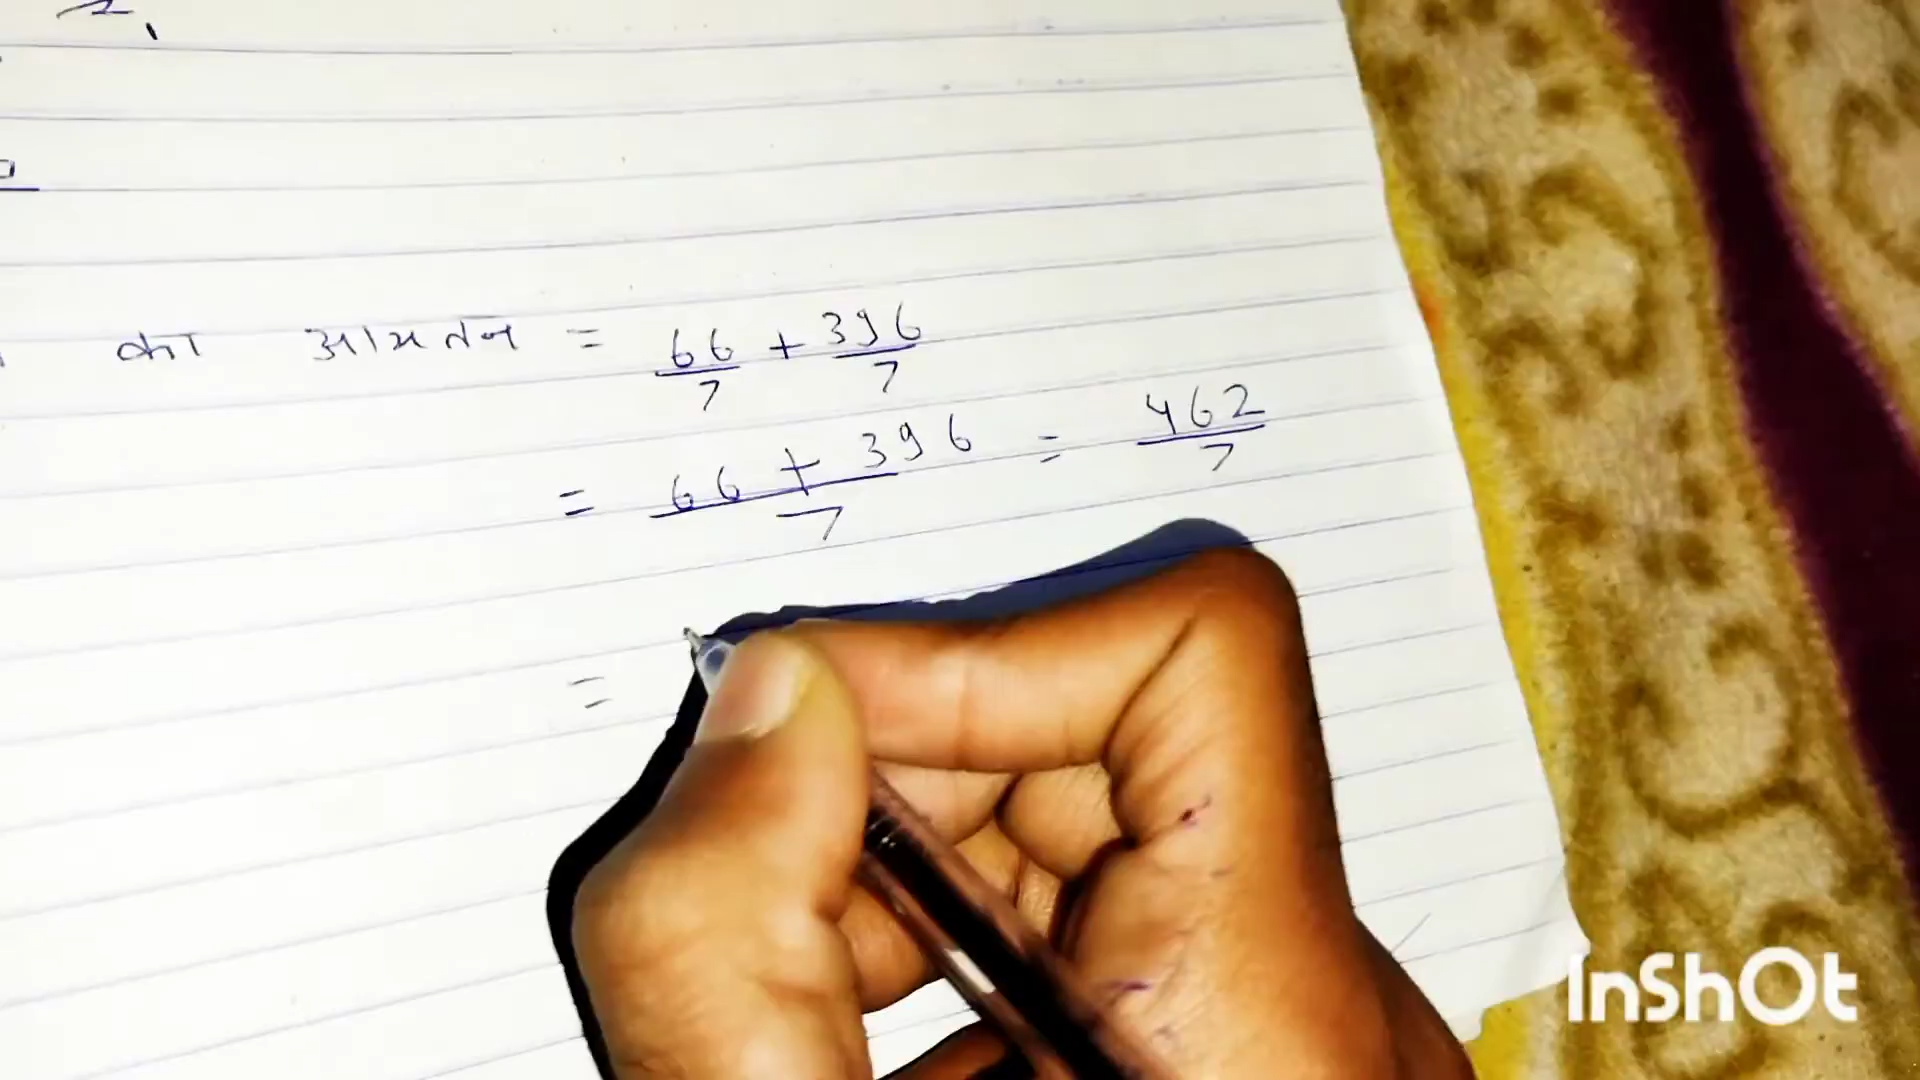 का आयतन = 66/7 + 396/7
= 66 + 396/7 = 462/7
=
InShOt